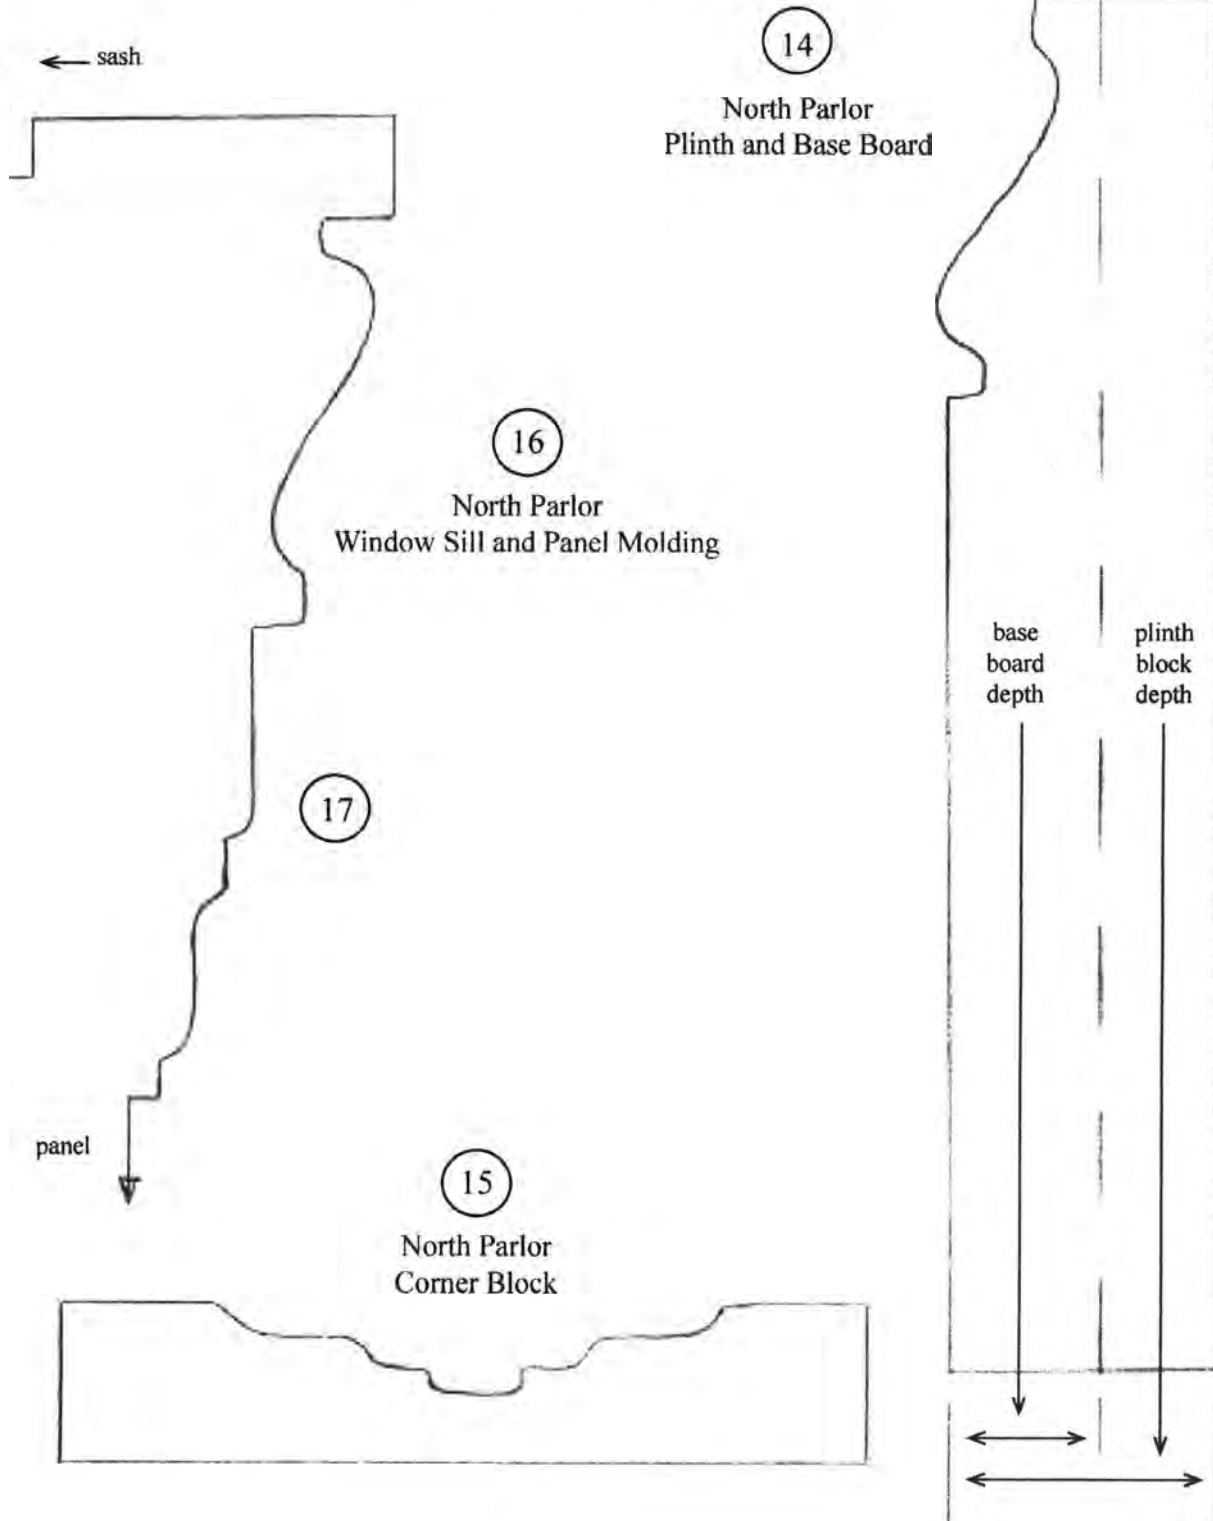 sash
14
North Parlor
Plinth and Base Board
16
North Parlor
Window Sill and Panel Molding
17
base
board
depth
plinth
block
depth
panel
15
North Parlor
Corner Block